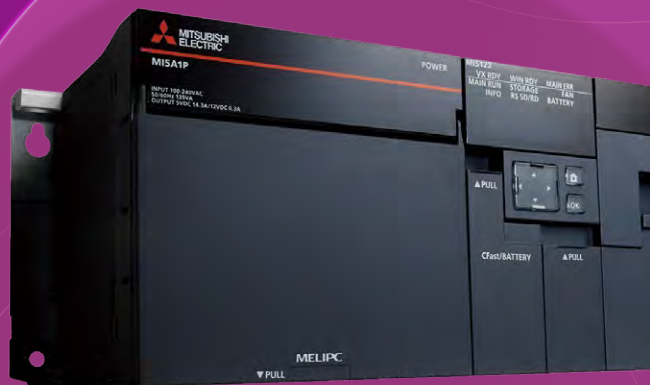 MITSUBISHI
ELECTRIC
MI5A1P
POWER
INPUT 100-240VAC
50/60Hz 130VA
OUTPUT 5VDC 14.3A/12VDC 0.3A
MELIPC
▼PULL
MI5122
VX RDY WIN RDY MAIN ERR
MAIN RUN STORAGE FAN
INFO RS SD/RD BATTERY
▲PULL
OK
CFast/BATTERY
▲PULL